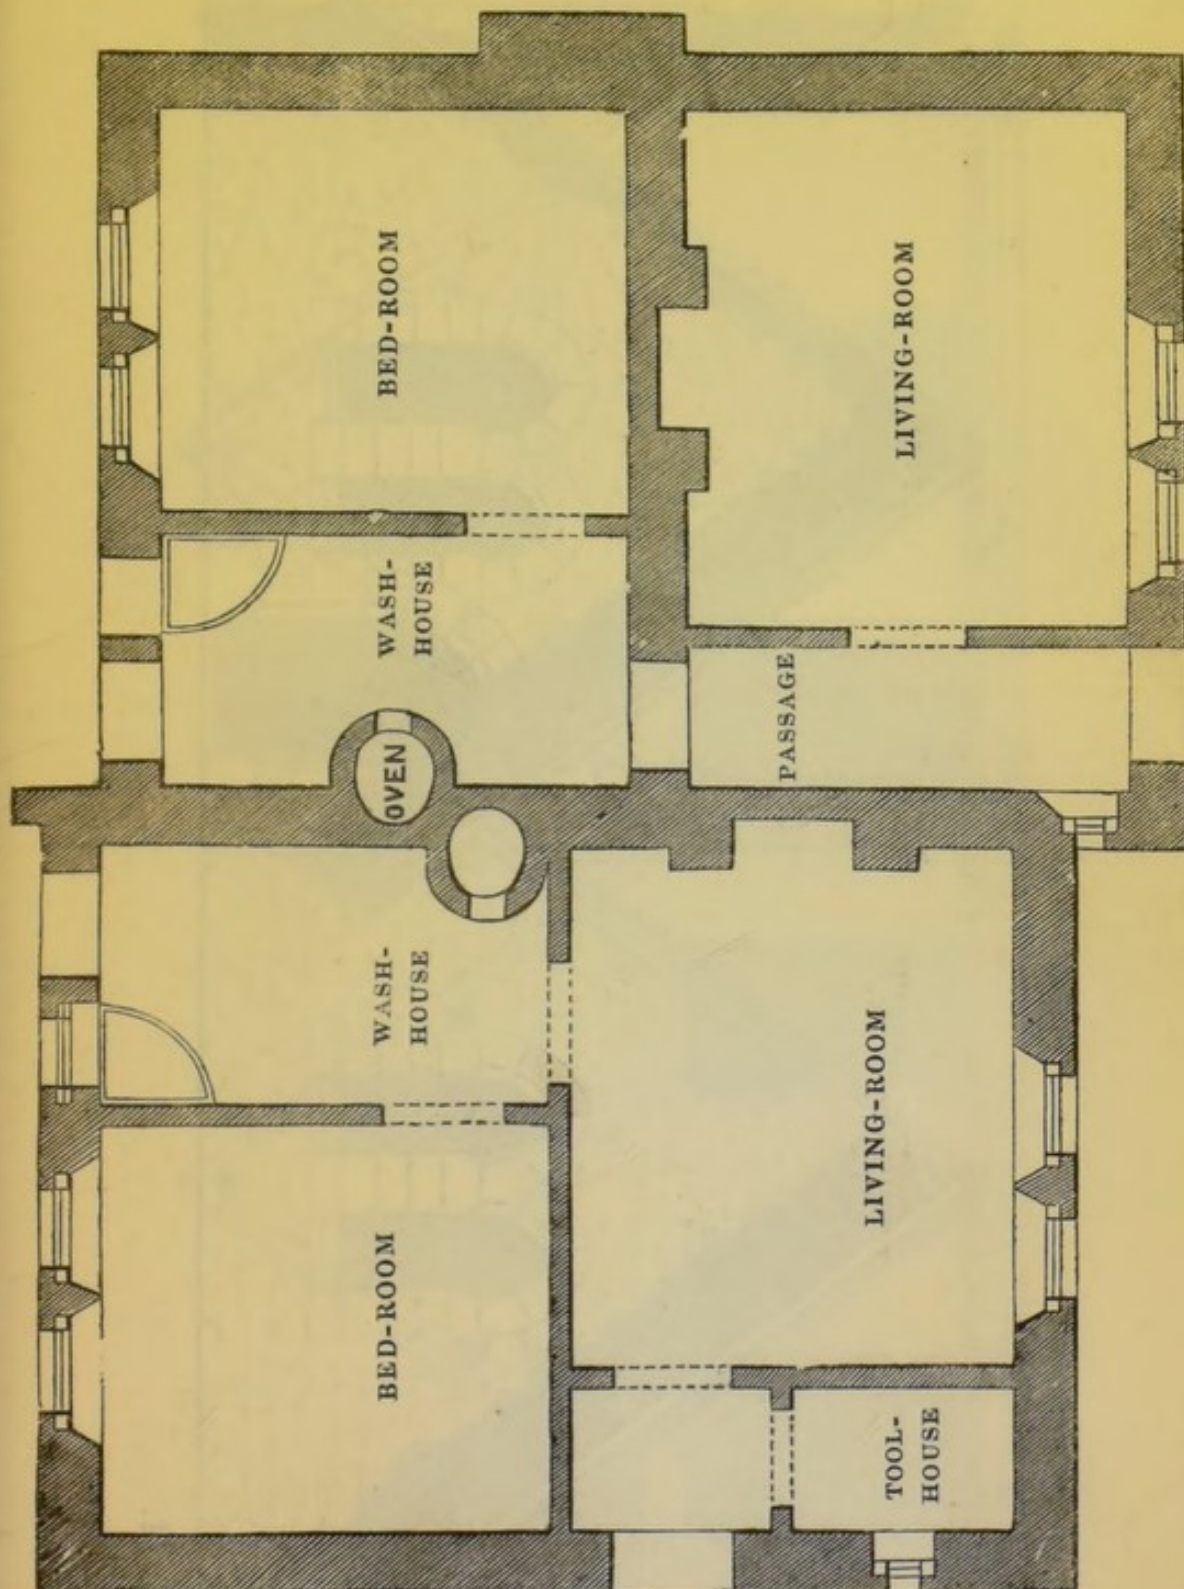 BED-ROOM
LIVING-ROOM
WASH-
HOUSE
PASSAGE
OVEN
WASH-
HOUSE
LIVING-ROOM
BED-ROOM
TOOL-
HOUSE